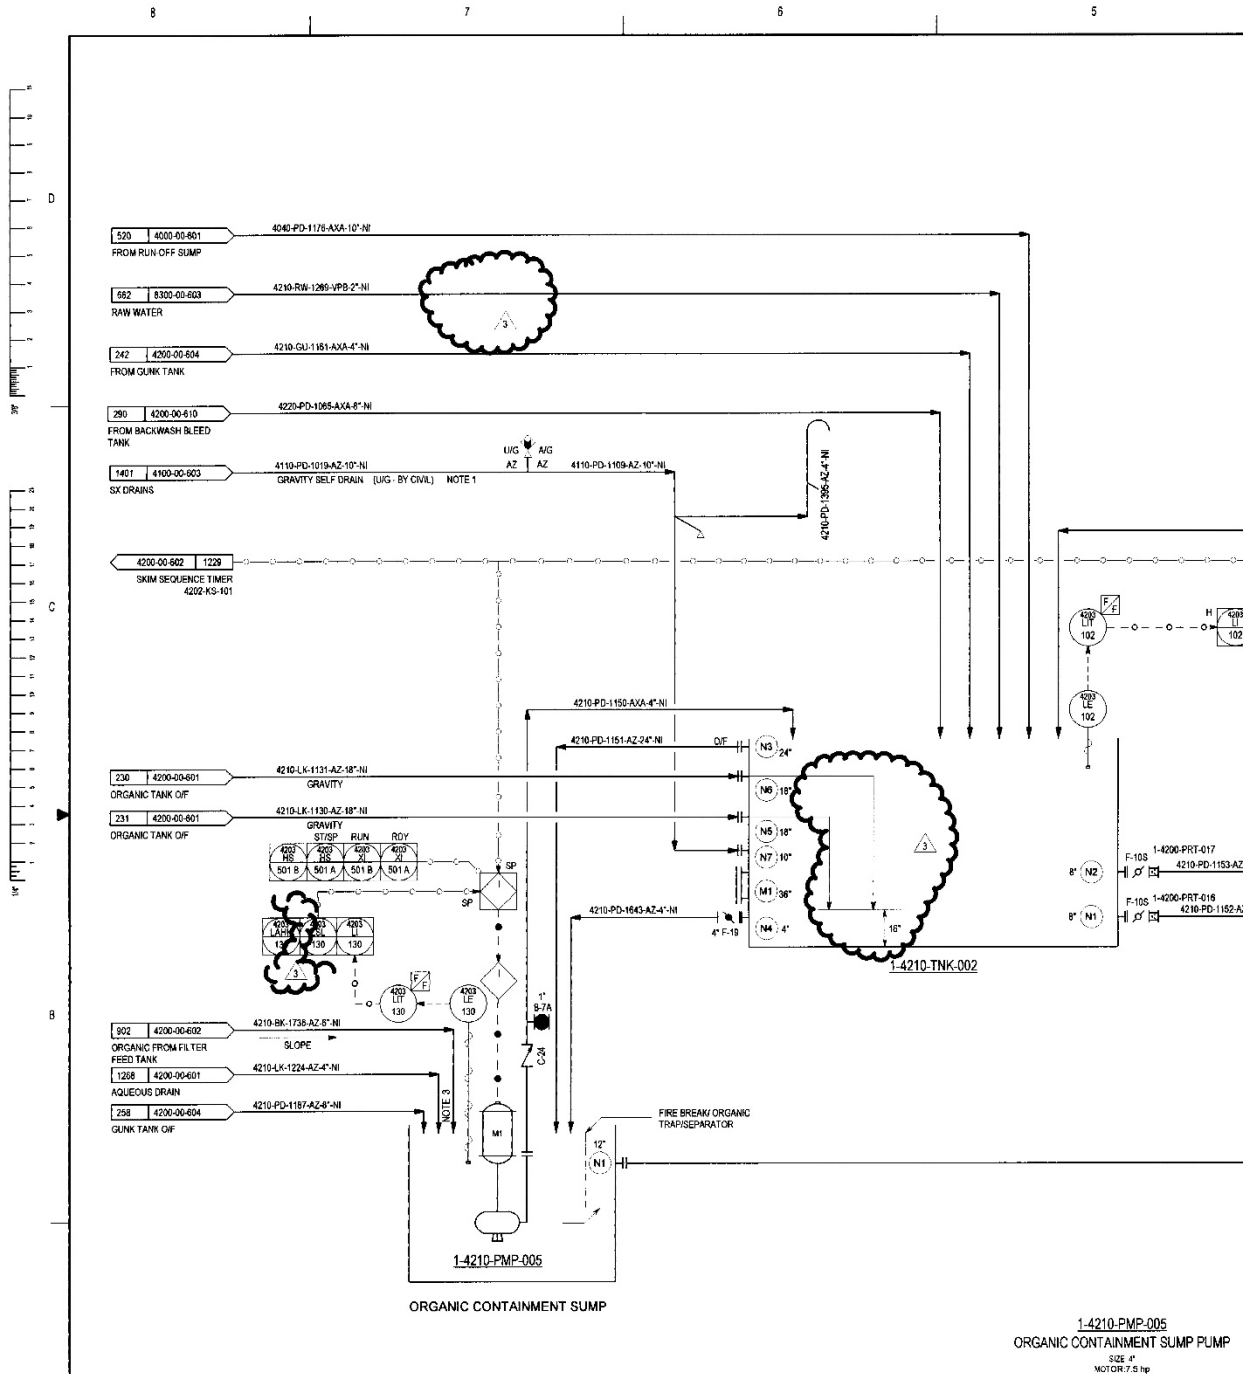 8 7 6 5
D
520 4000-00-601
4040-PD-1176-AXA-10"-NI
FROM RUN-OFF SUMP
662 8300-00-603
4210-RW-1269-VPB-2"-NI
RAW WATER
3
242 4200-00-604
4210-GU-1161-AXA-4"-NI
FROM GUNK TANK
290 4200-00-610
4220-PD-1065-AXA-8"-NI
FROM BACKWASH BLEED
TANK
U/G A/G
AZ AZ
1401 4100-00-603
4110-PD-1019-AZ-10"-NI
4110-PD-1109-AZ-10"-NI
SX DRAINS
GRAVITY SELF DRAIN (U/G - BY CIVIL) NOTE 1
4210-PD-1395-AZ-4"-NI
4200-00-602 1229
SKIM SEQUENCE TIMER
4202-KS-101
C
4203 LIT 102
F/F
H
4203 LI 102
4203 LE 102
4210-PD-1150-AXA-4"-NI
4210-PD-1151-AZ-24"-NI
O/F
N3 24"
230 4200-00-601
4210-LK-1131-AZ-18"-NI
ORGANIC TANK O/F
GRAVITY
N6 18"
231 4200-00-601
4210-LK-1130-AZ-18"-NI
ORGANIC TANK O/F
GRAVITY
N5 18"
3
ST/SP RUN RDY
4203 HS 501 B
4203 HS 501 A
4203 XI 501 B
4203 XI 501 A
SP
SP
N7 10"
M1 36"
4210-PD-1643-AZ-4"-NI
4" F-19
N4 4"
16"
8" N2
F-10S 1-4200-PRT-017
4210-PD-1153-AZ
8" N1
F-10S 1-4200-PRT-016
4210-PD-1152-AZ
1-4210-TNK-002
4203 LI 130
3
4203 LIT 130
F/F
4203 LE 130
1"
B-7A
C-24
B
902 4200-00-602
4210-BK-1736-AZ-6"-NI
ORGANIC FROM FILTER
FEED TANK
SLOPE
1268 4200-00-601
4210-LK-1224-AZ-4"-NI
AQUEOUS DRAIN
NOTE 3
258 4200-00-604
4210-PD-1187-AZ-8"-NI
GUNK TANK O/F
M1
FIRE BREAK/ ORGANIC
TRAP/SEPARATOR
12"
N1
1-4210-PMP-005
ORGANIC CONTAINMENT SUMP
1-4210-PMP-005
ORGANIC CONTAINMENT SUMP PUMP
SIZE 4"
MOTOR:7.5 hp